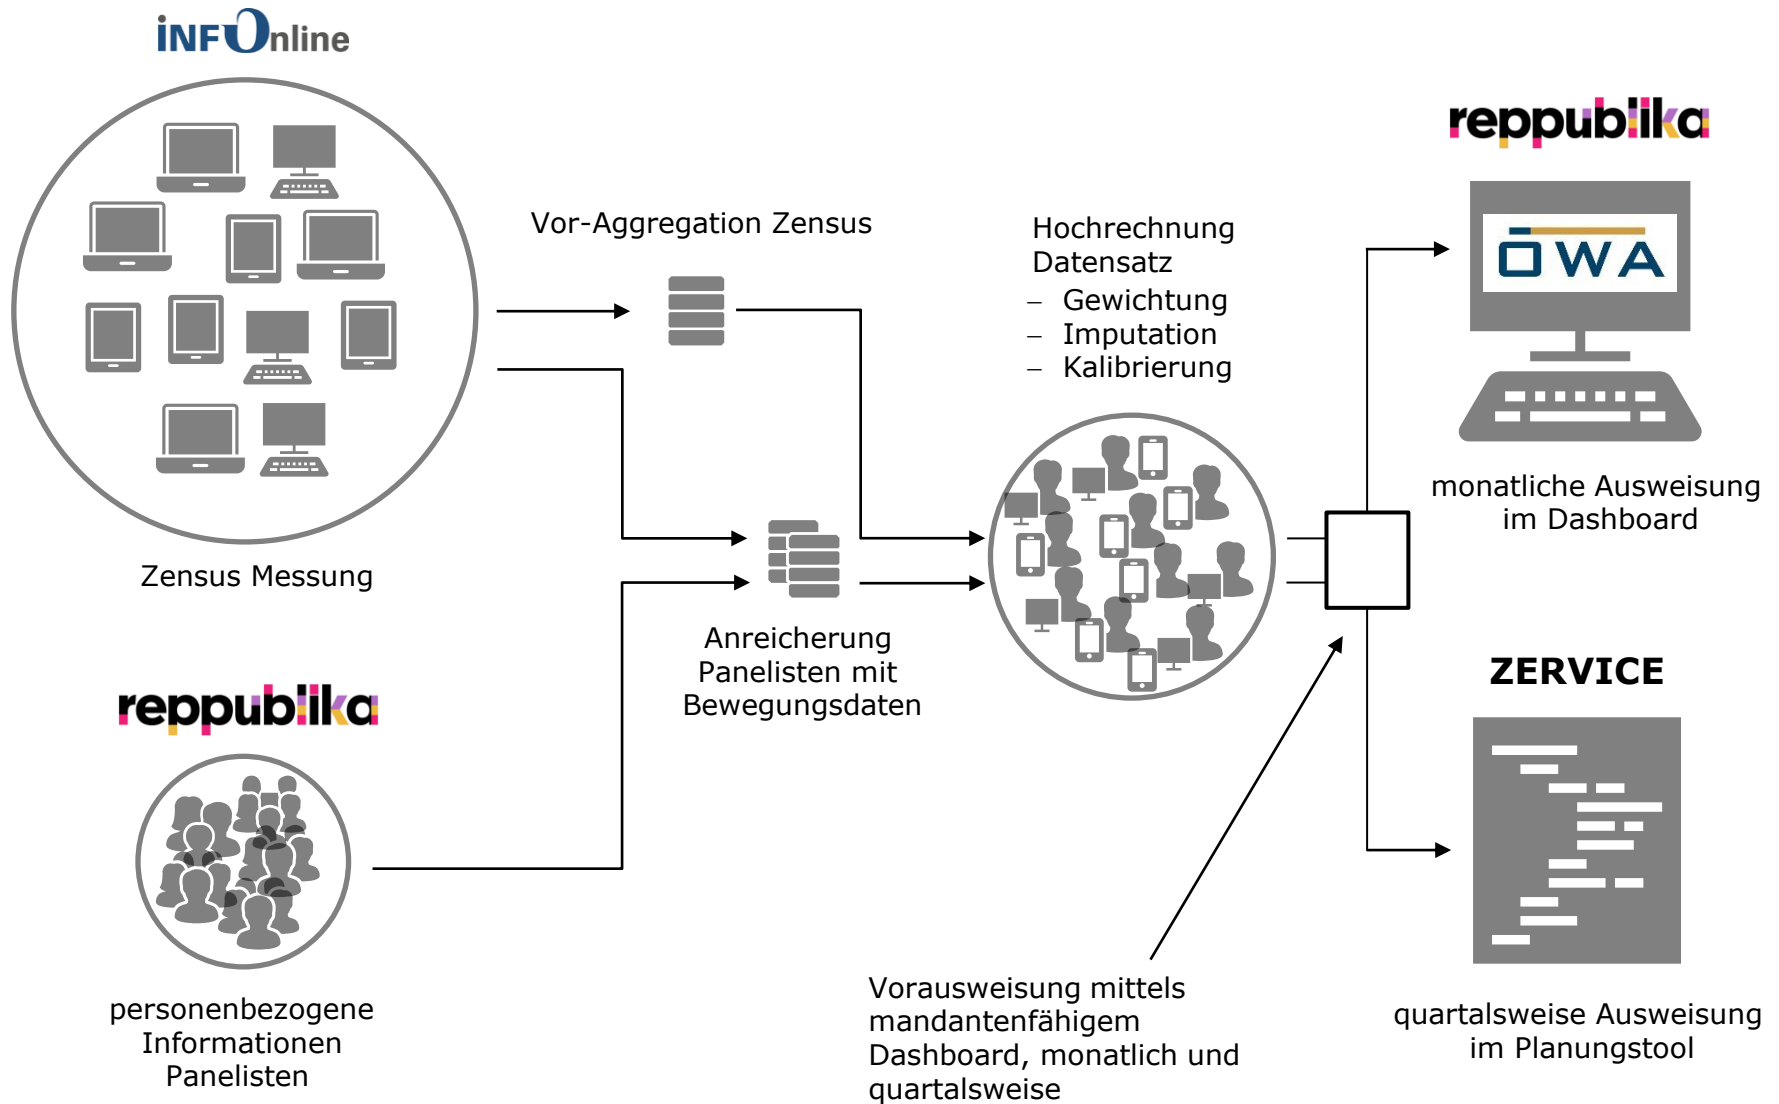 INFOnline
Zensus Messung
reppublika
personenbezogene
Informationen
Panelisten
Vor-Aggregation Zensus
Anreicherung
Panelisten mit
Bewegungsdaten
Hochrechnung
Datensatz
– Gewichtung
– Imputation
– Kalibrierung
Vorausweisung mittels
mandantenfähigem
Dashboard, monatlich und
quartalsweise
reppublika
ÖWA
monatliche Ausweisung
im Dashboard
ZERVICE
quartalsweise Ausweisung
im Planungstool